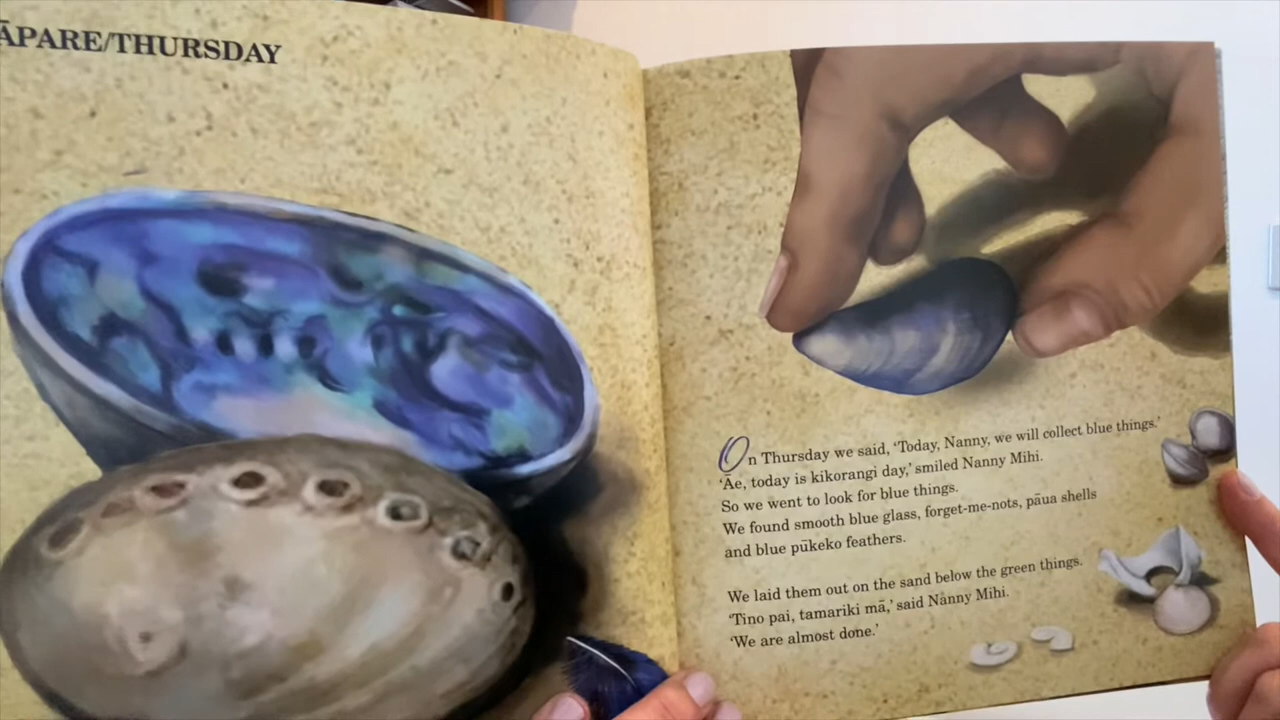 ĀPARE/THURSDAY
On Thursday we said, ‘Today, Nanny, we will collect blue things.’
‘Āe, today is kikorangi day,’ smiled Nanny Mihi.
So we went to look for blue things.
We found smooth blue glass, forget-me-nots, pāua shells
and blue pūkeko feathers.
We laid them out on the sand below the green things.
‘Tino pai, tamariki mā,’ said Nanny Mihi.
‘We are almost done.’